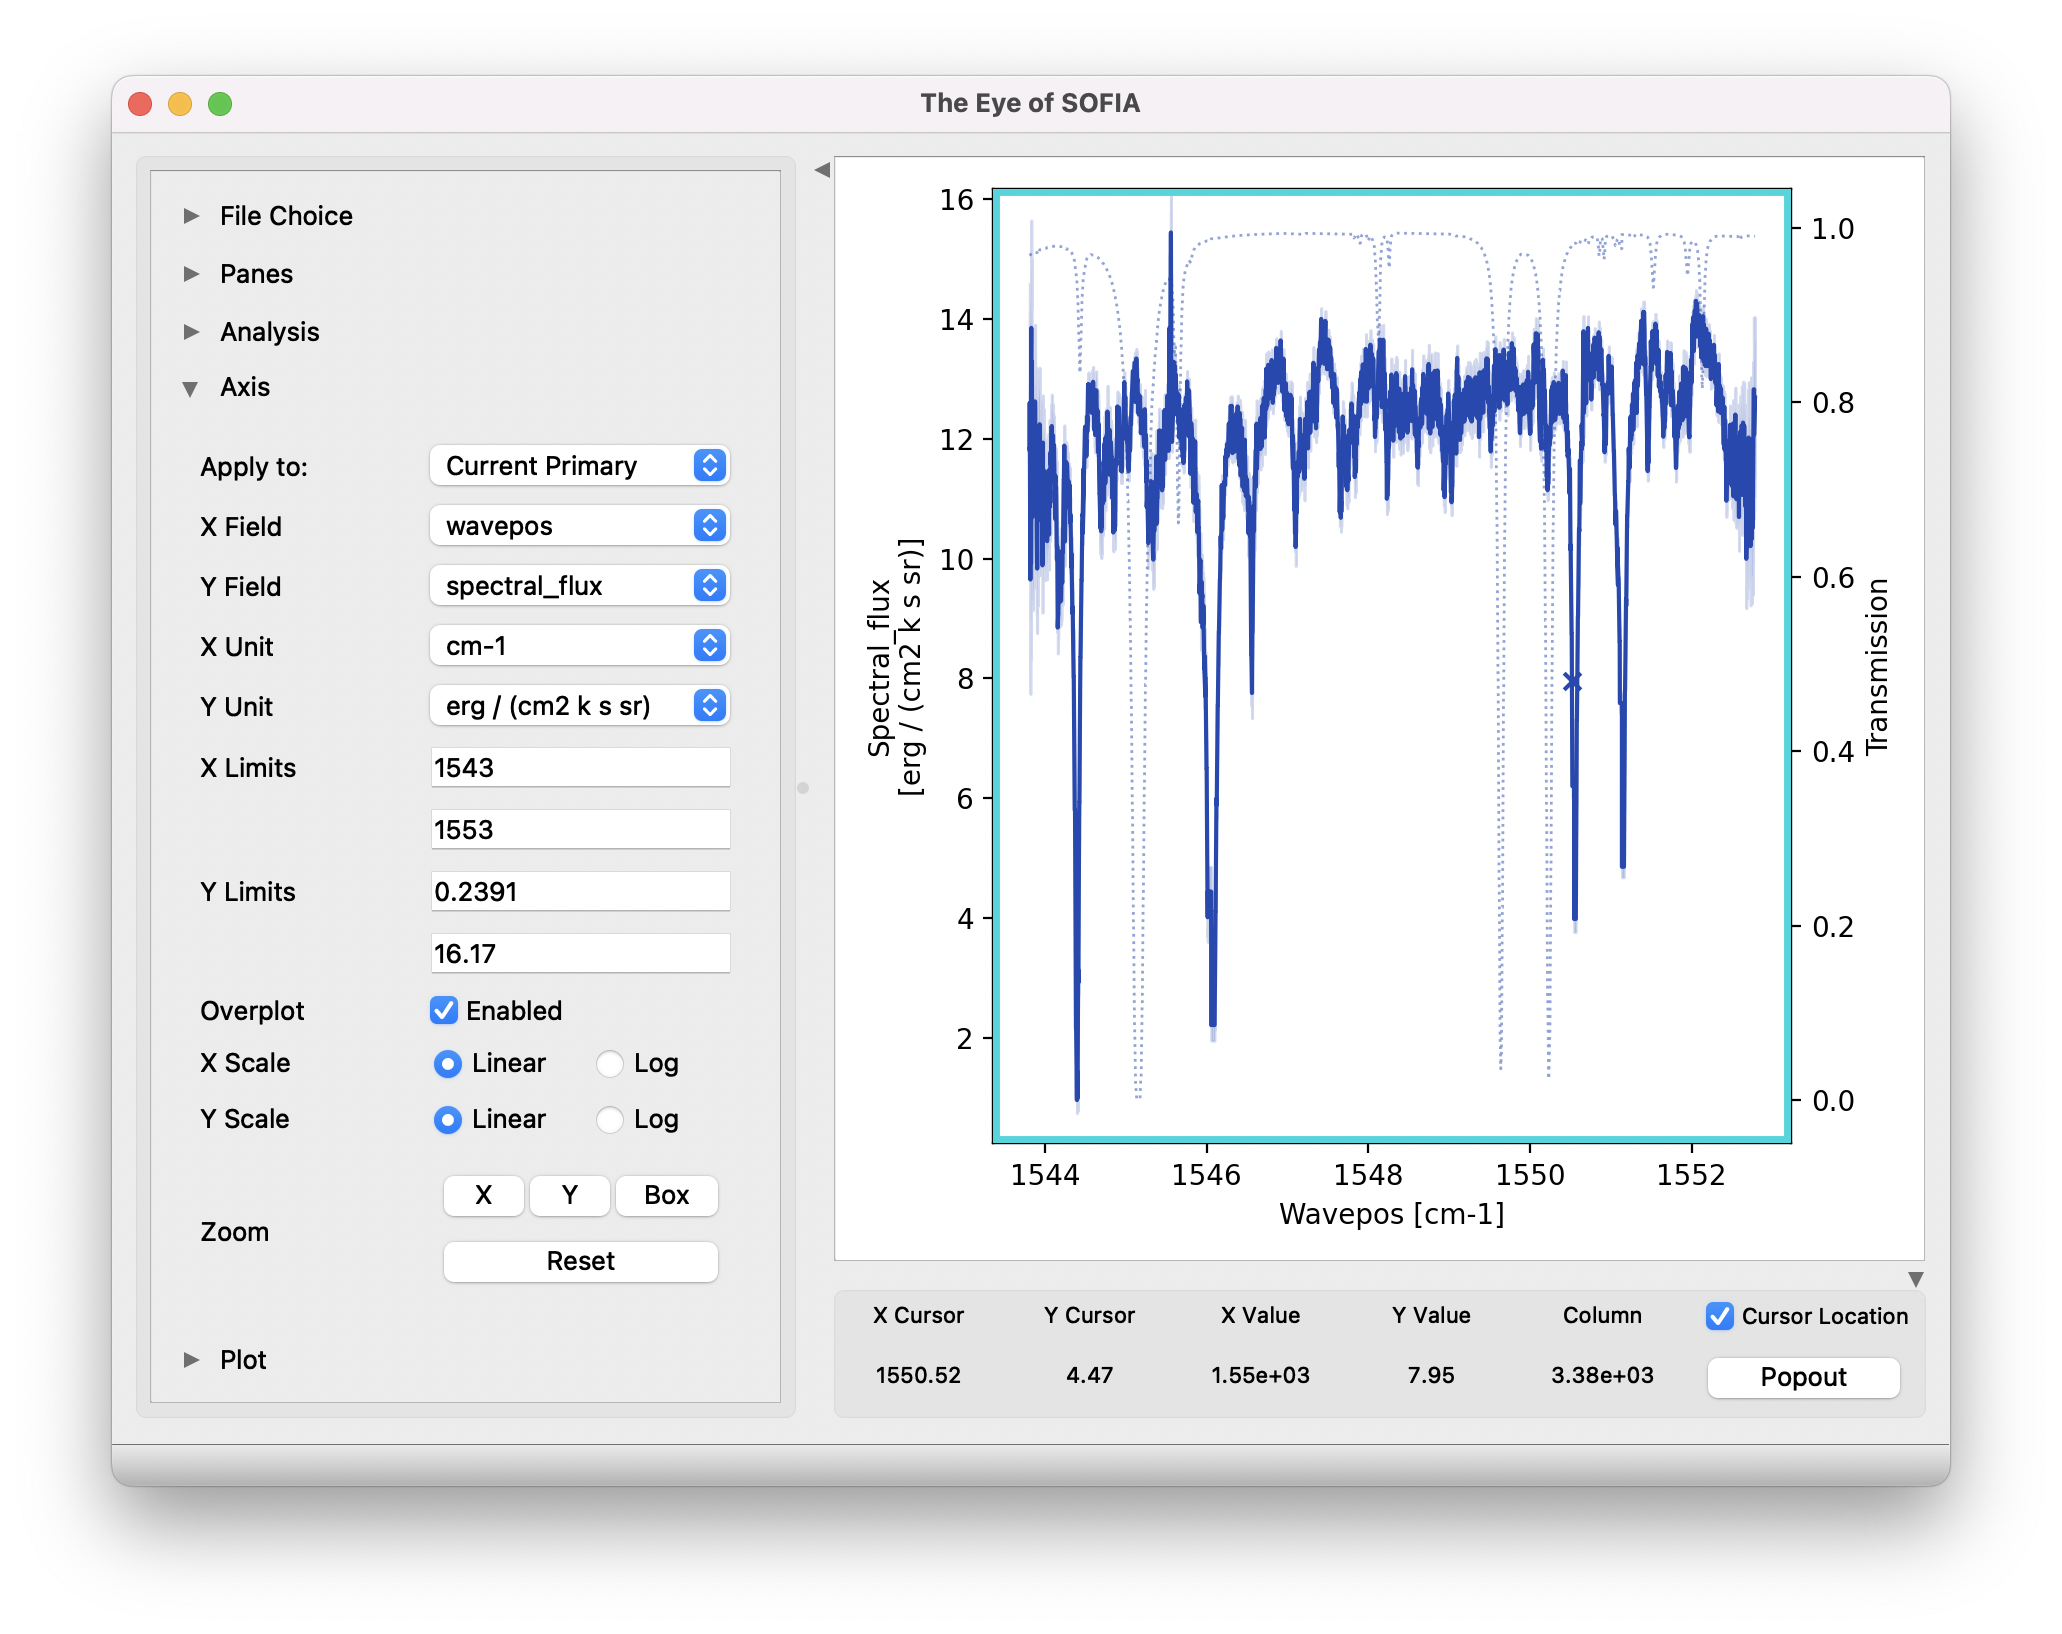 The Eye of SOFIA
File Choice
Panes
Analysis
Axis
Apply to: Current Primary
X Field wavepos
Y Field spectral_flux
X Unit cm-1
Y Unit erg / (cm2 k s sr)
X Limits 1543
1553
Y Limits 0.2391
16.17
Overplot Enabled
X Scale Linear Log
Y Scale Linear Log
Zoom
X Y Box
Reset
Plot
16
14
12
10
8
6
4
2
Spectral_flux
[erg / (cm2 k s sr)]
1.0
0.8
0.6
0.4
0.2
0.0
Transmission
1544 1546 1548 1550 1552
Wavepos [cm-1]
X Cursor Y Cursor X Value Y Value Column Cursor Location
1550.52 4.47 1.55e+03 7.95 3.38e+03 Popout